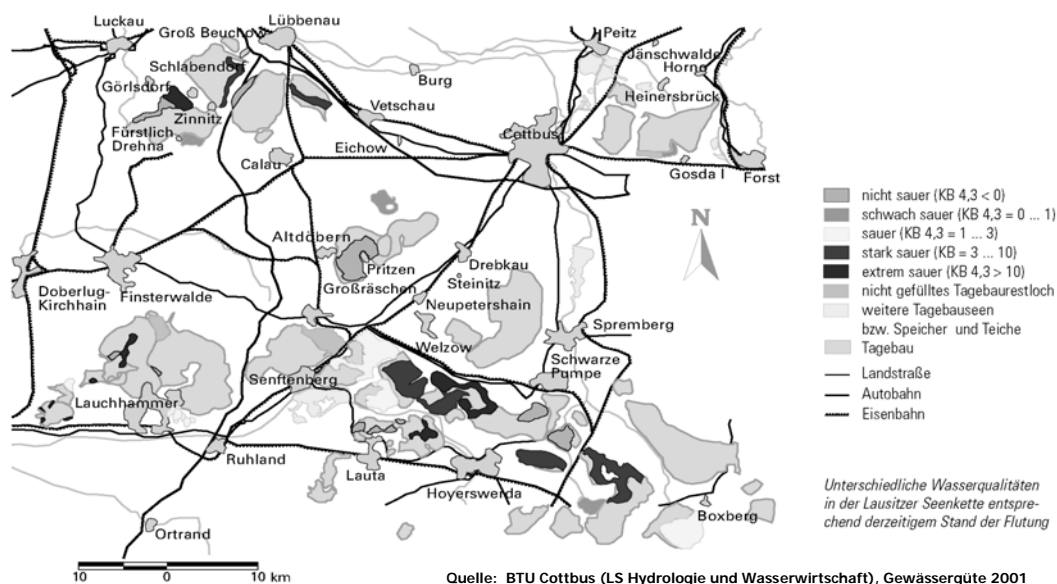 Luckau
Groß Beuchow
Lübbenau
Peitz
Jänschwalde
Horno
Schlabendorf
Burg
Görlsdorf
Heinersbrück
Zinnitz
Vetschau
Fürstlich
Drehna
Cottbus
Eichow
Calau
Gosda I
Forst
N
Altdöbern
Pritzen
Drebkau
Steinitz
Großräschen
Neupetershain
Doberlug-
Kirchhain
Finsterwalde
Welzow
Spremberg
Schwarze
Pumpe
Senftenberg
Lauchhammer
Ruhland
Lauta
Hoyerswerda
Boxberg
Ortrand
nicht sauer (KB 4,3 < 0)
schwach sauer (KB 4,3 = 0 ... 1)
sauer (KB 4,3 = 1 ... 3)
stark sauer (KB = 3 ... 10)
extrem sauer (KB 4,3 > 10)
nicht gefülltes Tagebaurestloch
weitere Tagebauseen
bzw. Speicher und Teiche
Tagebau
Landstraße
Autobahn
Eisenbahn
Unterschiedliche Wasserqualitäten
in der Lausitzer Seenkette entspre-
chend derzeitigem Stand der Flutung
10 0 10 km
Quelle: BTU Cottbus (LS Hydrologie und Wasserwirtschaft), Gewässergüte 2001